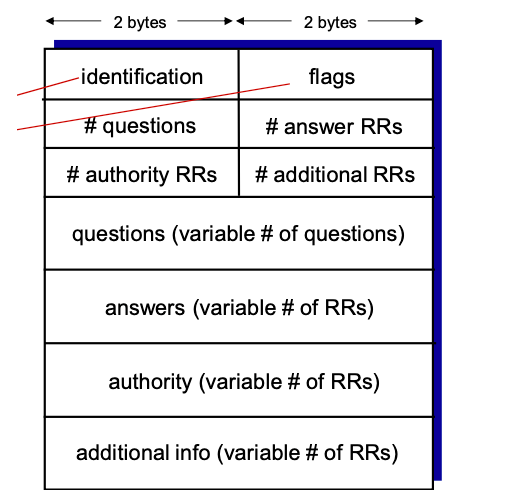 2 bytes 2 bytes
identification flags
# questions # answer RRs
# authority RRs # additional RRs
questions (variable # of questions)
answers (variable # of RRs)
authority (variable # of RRs)
additional info (variable # of RRs)